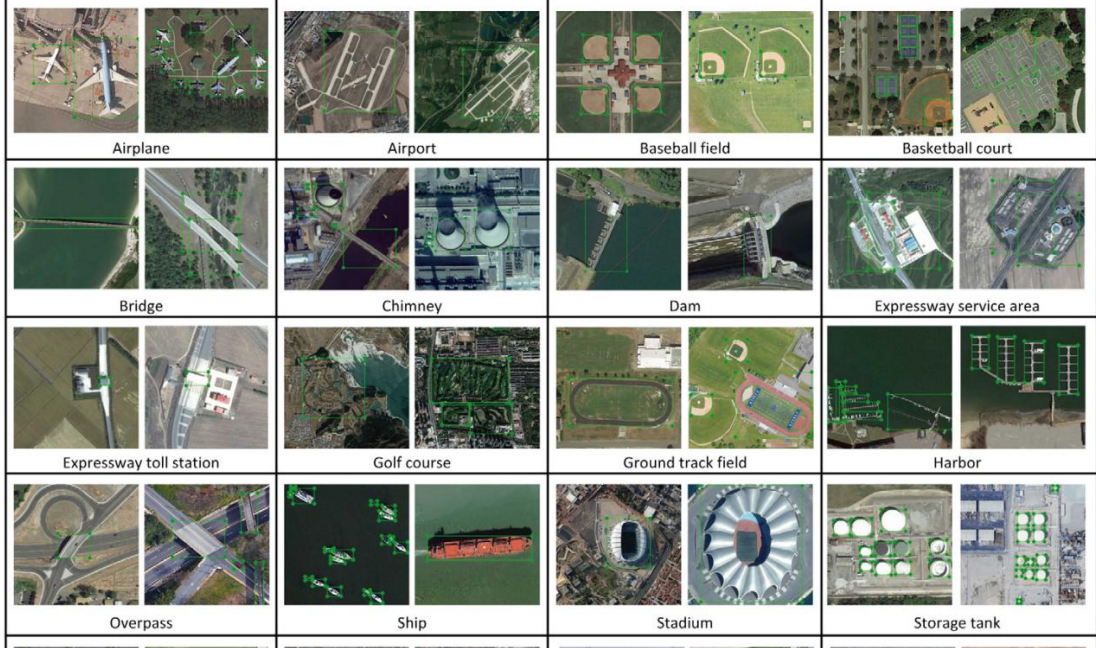 Airplane
Airport
Baseball field
Basketball court
Bridge
Chimney
Dam
Expressway service area
Expressway toll station
Golf course
Ground track field
Harbor
Overpass
Ship
Stadium
Storage tank